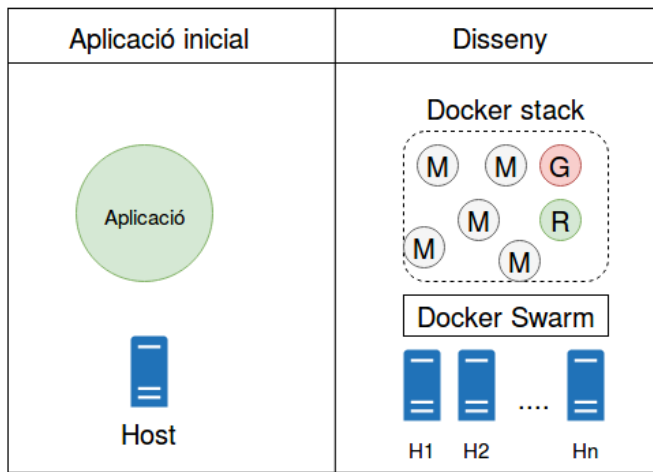 Aplicació inicial
Disseny
Aplicació
Host
Docker stack
M M G
M R
M M
Docker Swarm
....
H1 H2 Hn